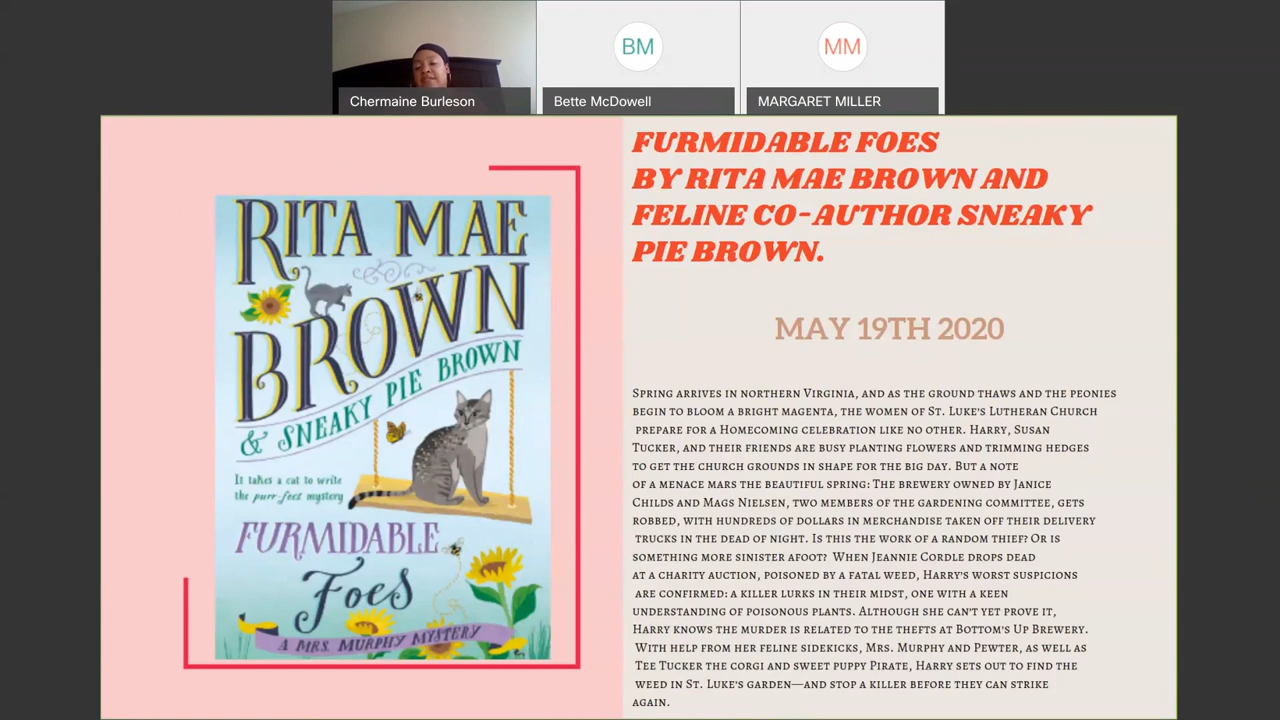 BM
MM
Chermaine Burleson
Bette McDowell
MARGARET MILLER
RITA MAE
BROWN
& SNEAKY PIE BROWN
It takes a cat to write
the purr-fect mystery
FURMIDABLE
Foes
A MRS. MURPHY MYSTERY
FURMIDABLE FOES
BY RITA MAE BROWN AND
FELINE CO-AUTHOR SNEAKY
PIE BROWN.
MAY 19TH 2020
Spring arrives in northern Virginia, and as the ground thaws and the peonies
begin to bloom a bright magenta, the women of St. Luke's Lutheran Church
prepare for a Homecoming celebration like no other. Harry, Susan
Tucker, and their friends are busy planting flowers and trimming hedges
to get the church grounds in shape for the big day. But a note
of a menace mars the beautiful spring: The brewery owned by Janice
Childs and Mags Nielsen, two members of the gardening committee, gets
robbed, with hundreds of dollars in merchandise taken off their delivery
trucks in the dead of night. Is this the work of a random thief? Or is
something more sinister afoot? When Jeannie Cordle drops dead
at a charity auction, poisoned by a fatal weed, Harry's worst suspicions
are confirmed: a killer lurks in their midst, one with a keen
understanding of poisonous plants. Although she can't yet prove it,
Harry knows the murder is related to the thefts at Bottom's Up Brewery.
With help from her feline sidekicks, Mrs. Murphy and Pewter, as well as
Tee Tucker the corgi and sweet puppy Pirate, Harry sets out to find the
weed in St. Luke's garden—and stop a killer before they can strike
again.